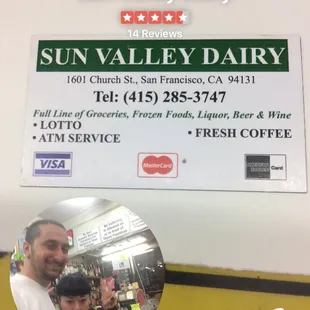 14 Reviews
SUN VALLEY DAIRY
1601 Church St., San Francisco, CA 94131
Tel: (415) 285-3747
Full Line of Groceries, Frozen Foods, Liquor, Beer & Wine
• LOTTO
• ATM SERVICE
• FRESH COFFEE
VISA
MasterCard